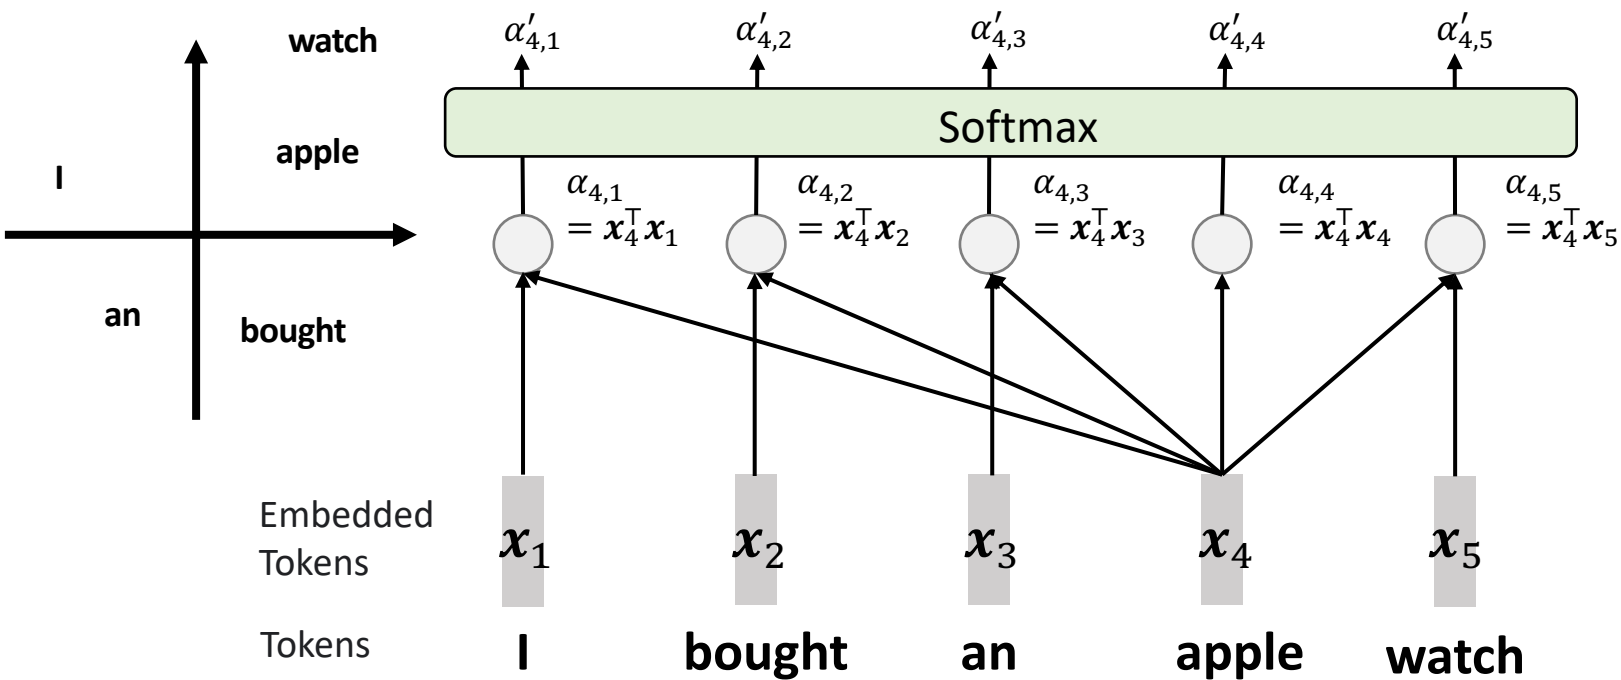 watch
apple
I
an
bought
α′4,1 α′4,2 α′4,3 α′4,4 α′4,5
Softmax
α4,1 α4,2 α4,3 α4,4 α4,5
= x4⊤x1 = x4⊤x2 = x4⊤x3 = x4⊤x4 = x4⊤x5
Embedded
Tokens
x1 x2 x3 x4 x5
Tokens
I bought an apple watch